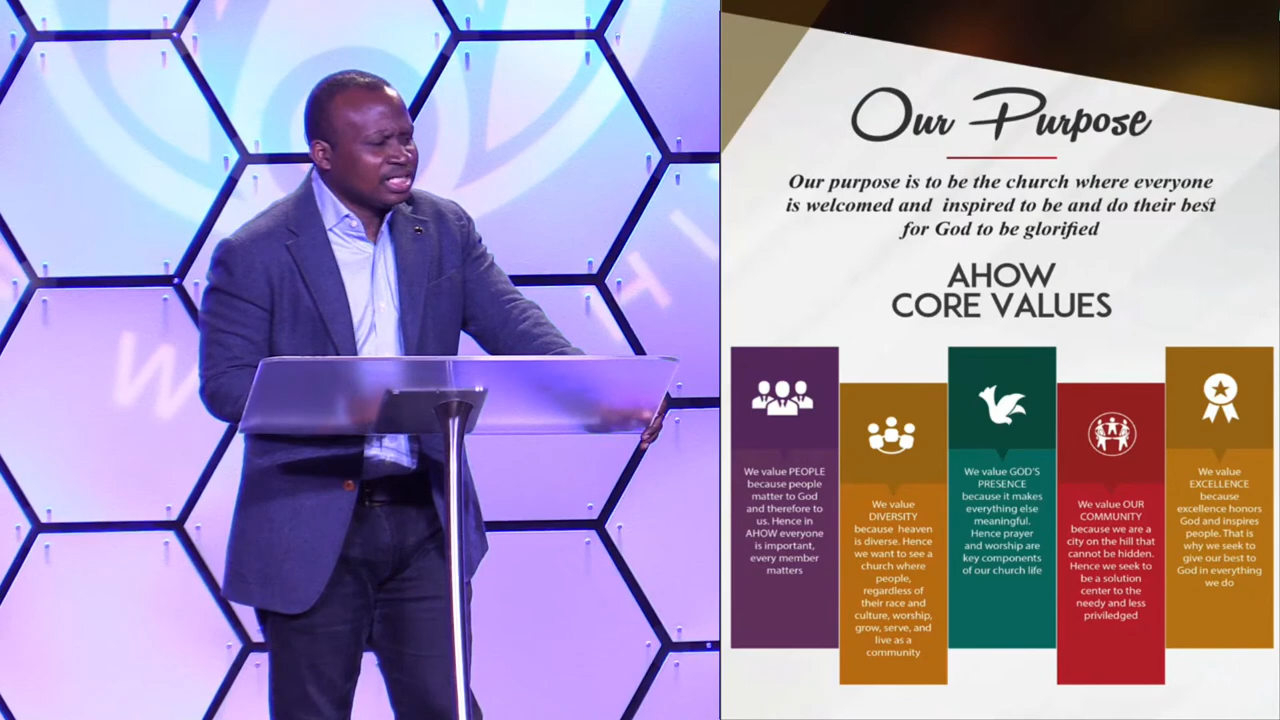 Our Purpose
Our purpose is to be the church where everyone
is welcomed and inspired to be and do their best
for God to be glorified
AHOW
CORE VALUES
We value PEOPLE
because people
matter to God
and therefore to
us. Hence in
AHOW everyone
is important,
every member
matters
We value
DIVERSITY
because heaven
is diverse. Hence
we want to see a
church where
people,
regardless of
their race and
culture, worship,
grow, serve, and
live as a
community
We value GOD'S
PRESENCE
because it makes
everything else
meaningful.
Hence prayer
and worship are
key components
of our church life
We value OUR
COMMUNITY
because we are a
city on the hill that
cannot be hidden.
Hence we seek to
be a solution
center to the
needy and less
priviledged
We value
EXCELLENCE
because
excellence honors
God and inspires
people. That is
why we seek to
give our best to
God in everything
we do